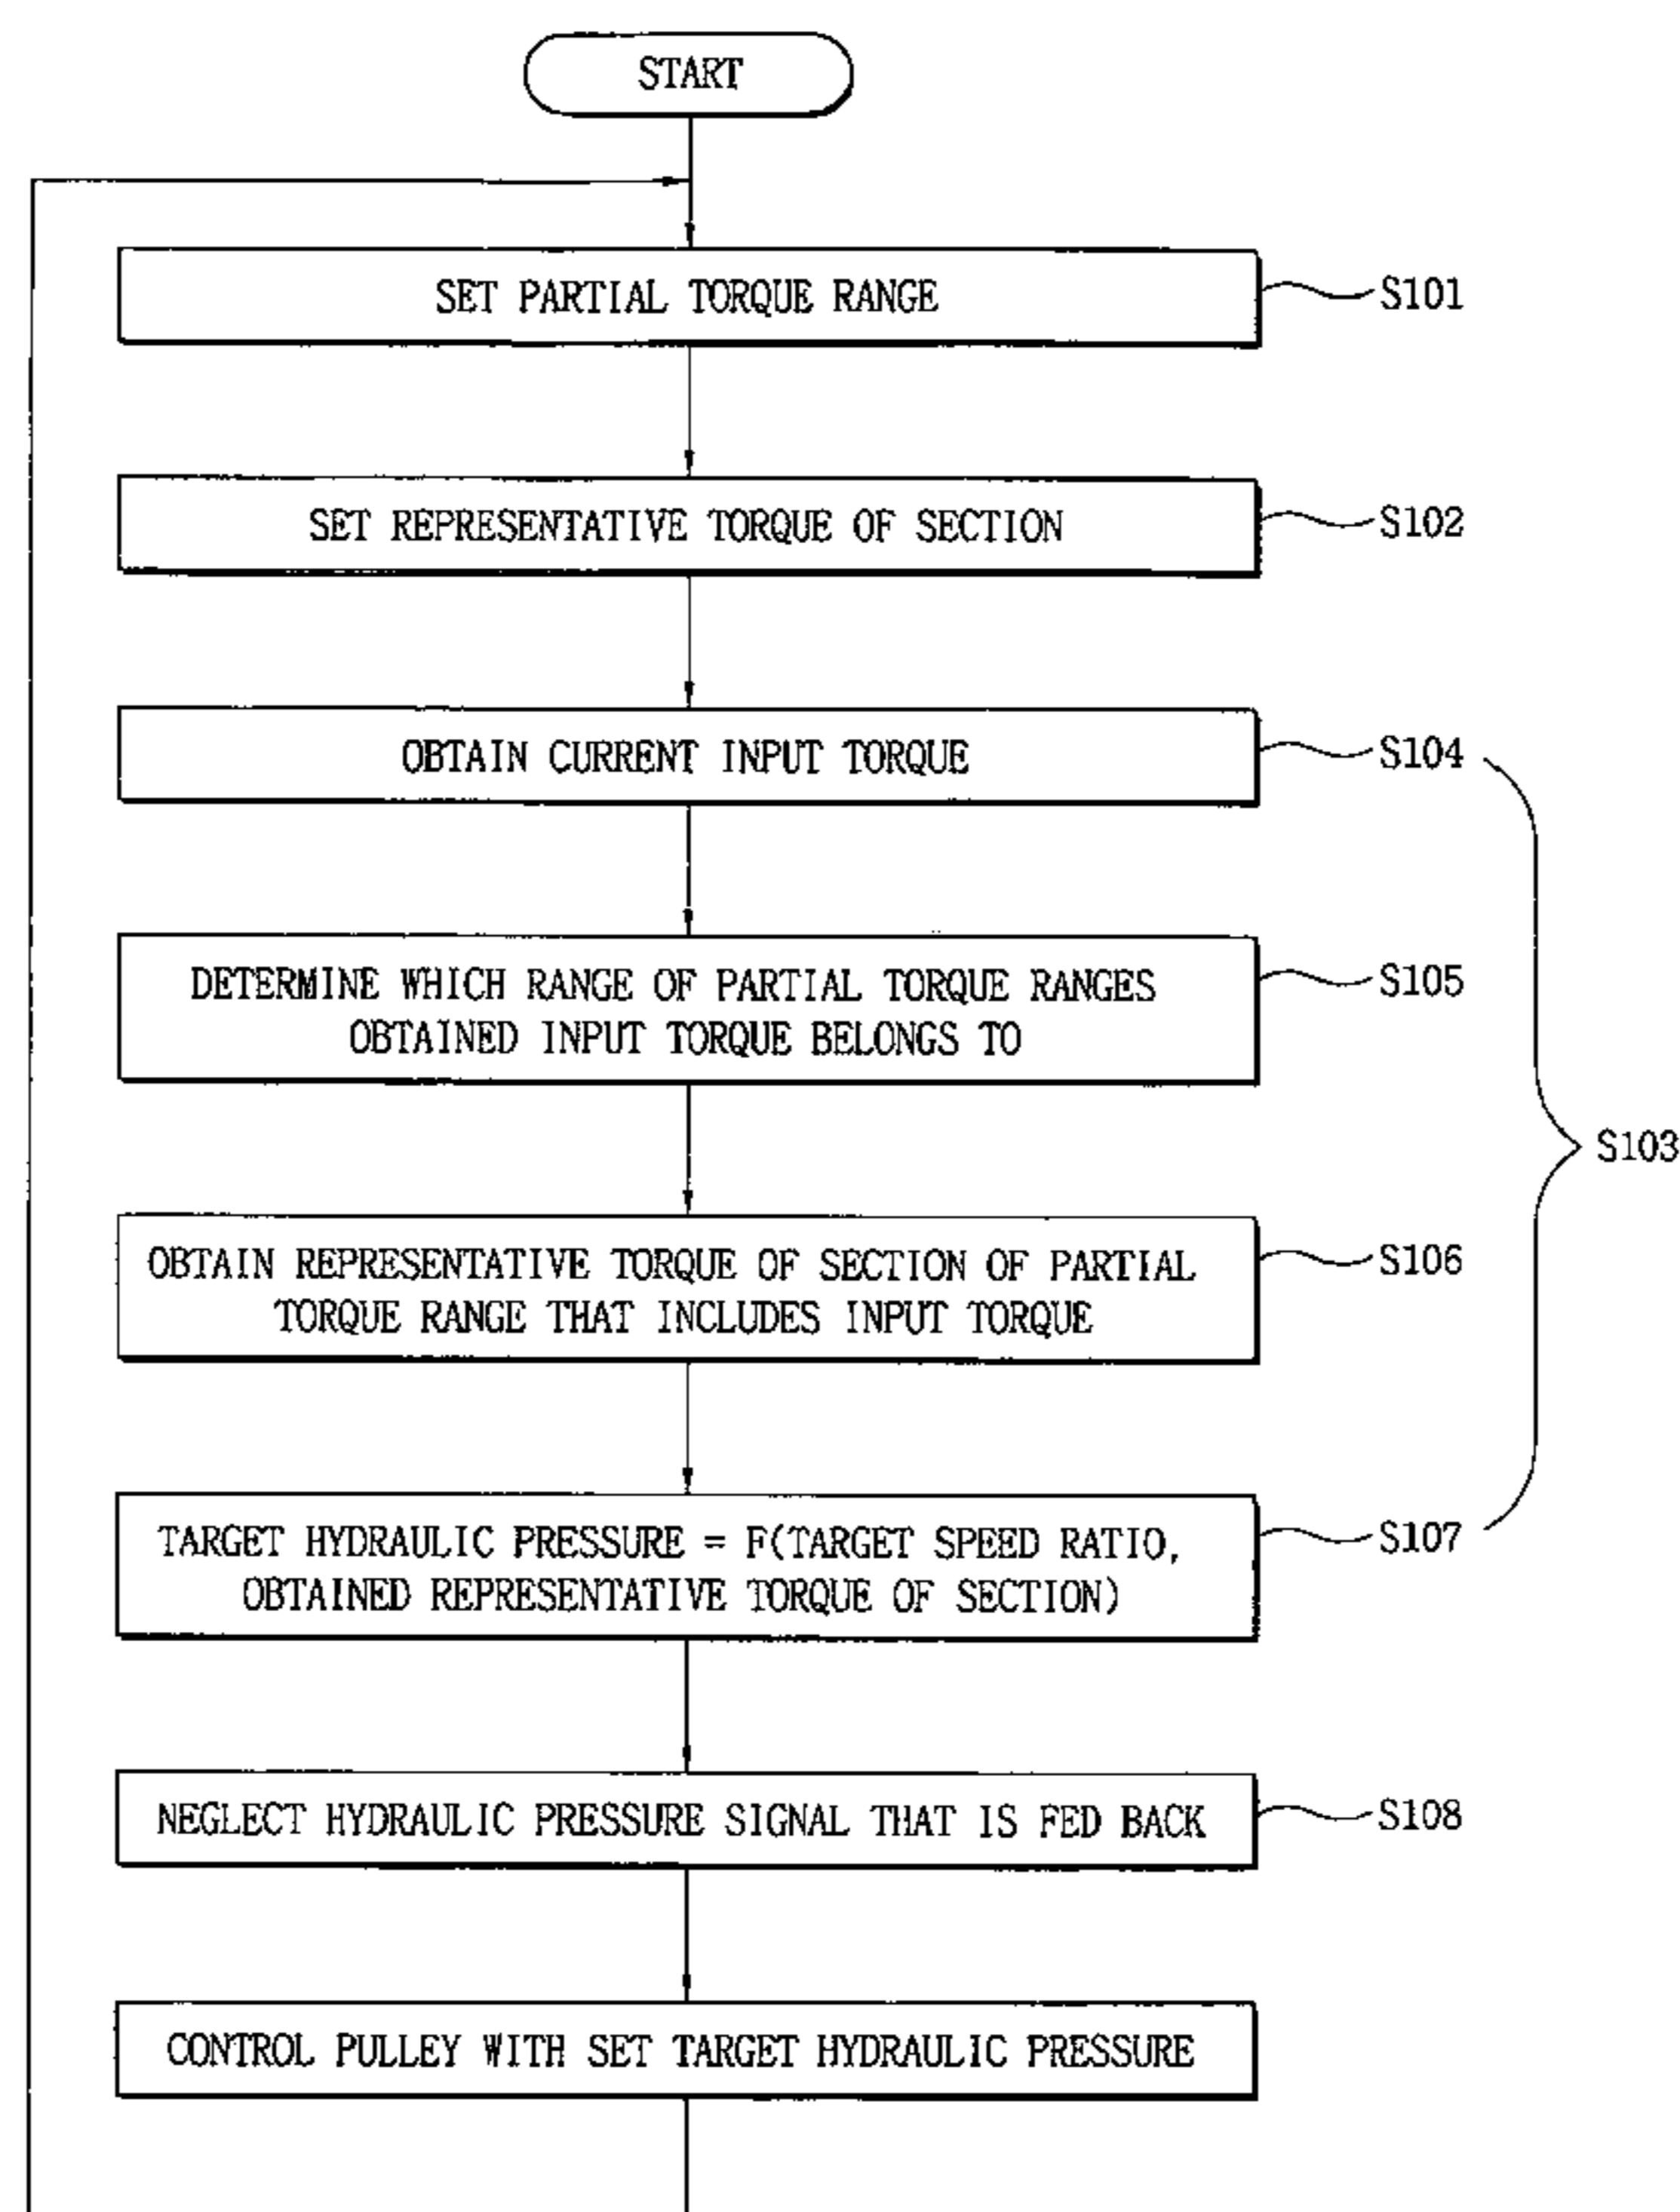 START
SET PARTIAL TORQUE RANGE
S101
SET REPRESENTATIVE TORQUE OF SECTION
S102
OBTAIN CURRENT INPUT TORQUE
S104
DETERMINE WHICH RANGE OF PARTIAL TORQUE RANGES
OBTAINED INPUT TORQUE BELONGS TO
S105
S103
OBTAIN REPRESENTATIVE TORQUE OF SECTION OF PARTIAL
TORQUE RANGE THAT INCLUDES INPUT TORQUE
S106
TARGET HYDRAULIC PRESSURE = F(TARGET SPEED RATIO,
OBTAINED REPRESENTATIVE TORQUE OF SECTION)
S107
NEGLECT HYDRAULIC PRESSURE SIGNAL THAT IS FED BACK
S108
CONTROL PULLEY WITH SET TARGET HYDRAULIC PRESSURE